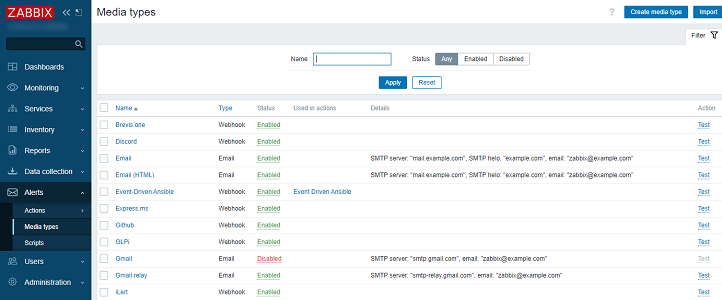 ZABBIX
Dashboards
Monitoring
Services
Inventory
Reports
Data collection
Alerts
Actions
Media types
Scripts
Users
Administration
Media types
? Create media type Import
Filter
Name Status Any Enabled Disabled
Apply Reset
Name Type Status Used in actions Details Action
Brevis.one Webhook Enabled Test
Discord Webhook Enabled Test
Email Email Enabled SMTP server: "mail.example.com", SMTP helo: "example.com", email: "zabbix@example.com" Test
Email (HTML) Email Enabled SMTP server: "mail.example.com", SMTP helo: "example.com", email: "zabbix@example.com" Test
Event-Driven Ansible Webhook Enabled Event Driven Ansible Test
Express.ms Webhook Enabled Test
Github Webhook Enabled Test
GLPi Webhook Enabled Test
Gmail Email Disabled SMTP server: "smtp.gmail.com", email: "zabbix@example.com" Test
Gmail relay Email Enabled SMTP server: "smtp-relay.gmail.com", email: "zabbix@example.com" Test
iLert Webhook Enabled Test